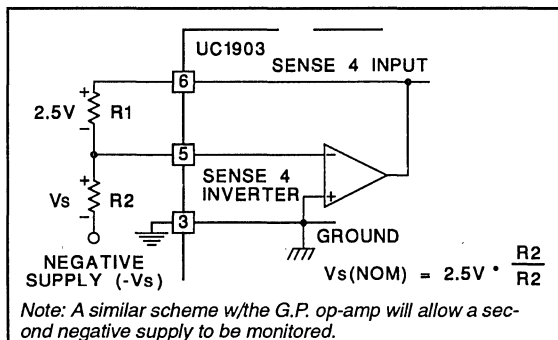 UC1903
SENSE 4 INPUT
6
+
2.5V R1
−
5
−
+
SENSE 4
INVERTER
Vs R2
−
+
3
GROUND
NEGATIVE
SUPPLY (-Vs)
Vs(NOM) = 2.5V • R2
R2
Note: A similar scheme w/the G.P. op-amp will allow a sec-
ond negative supply to be monitored.